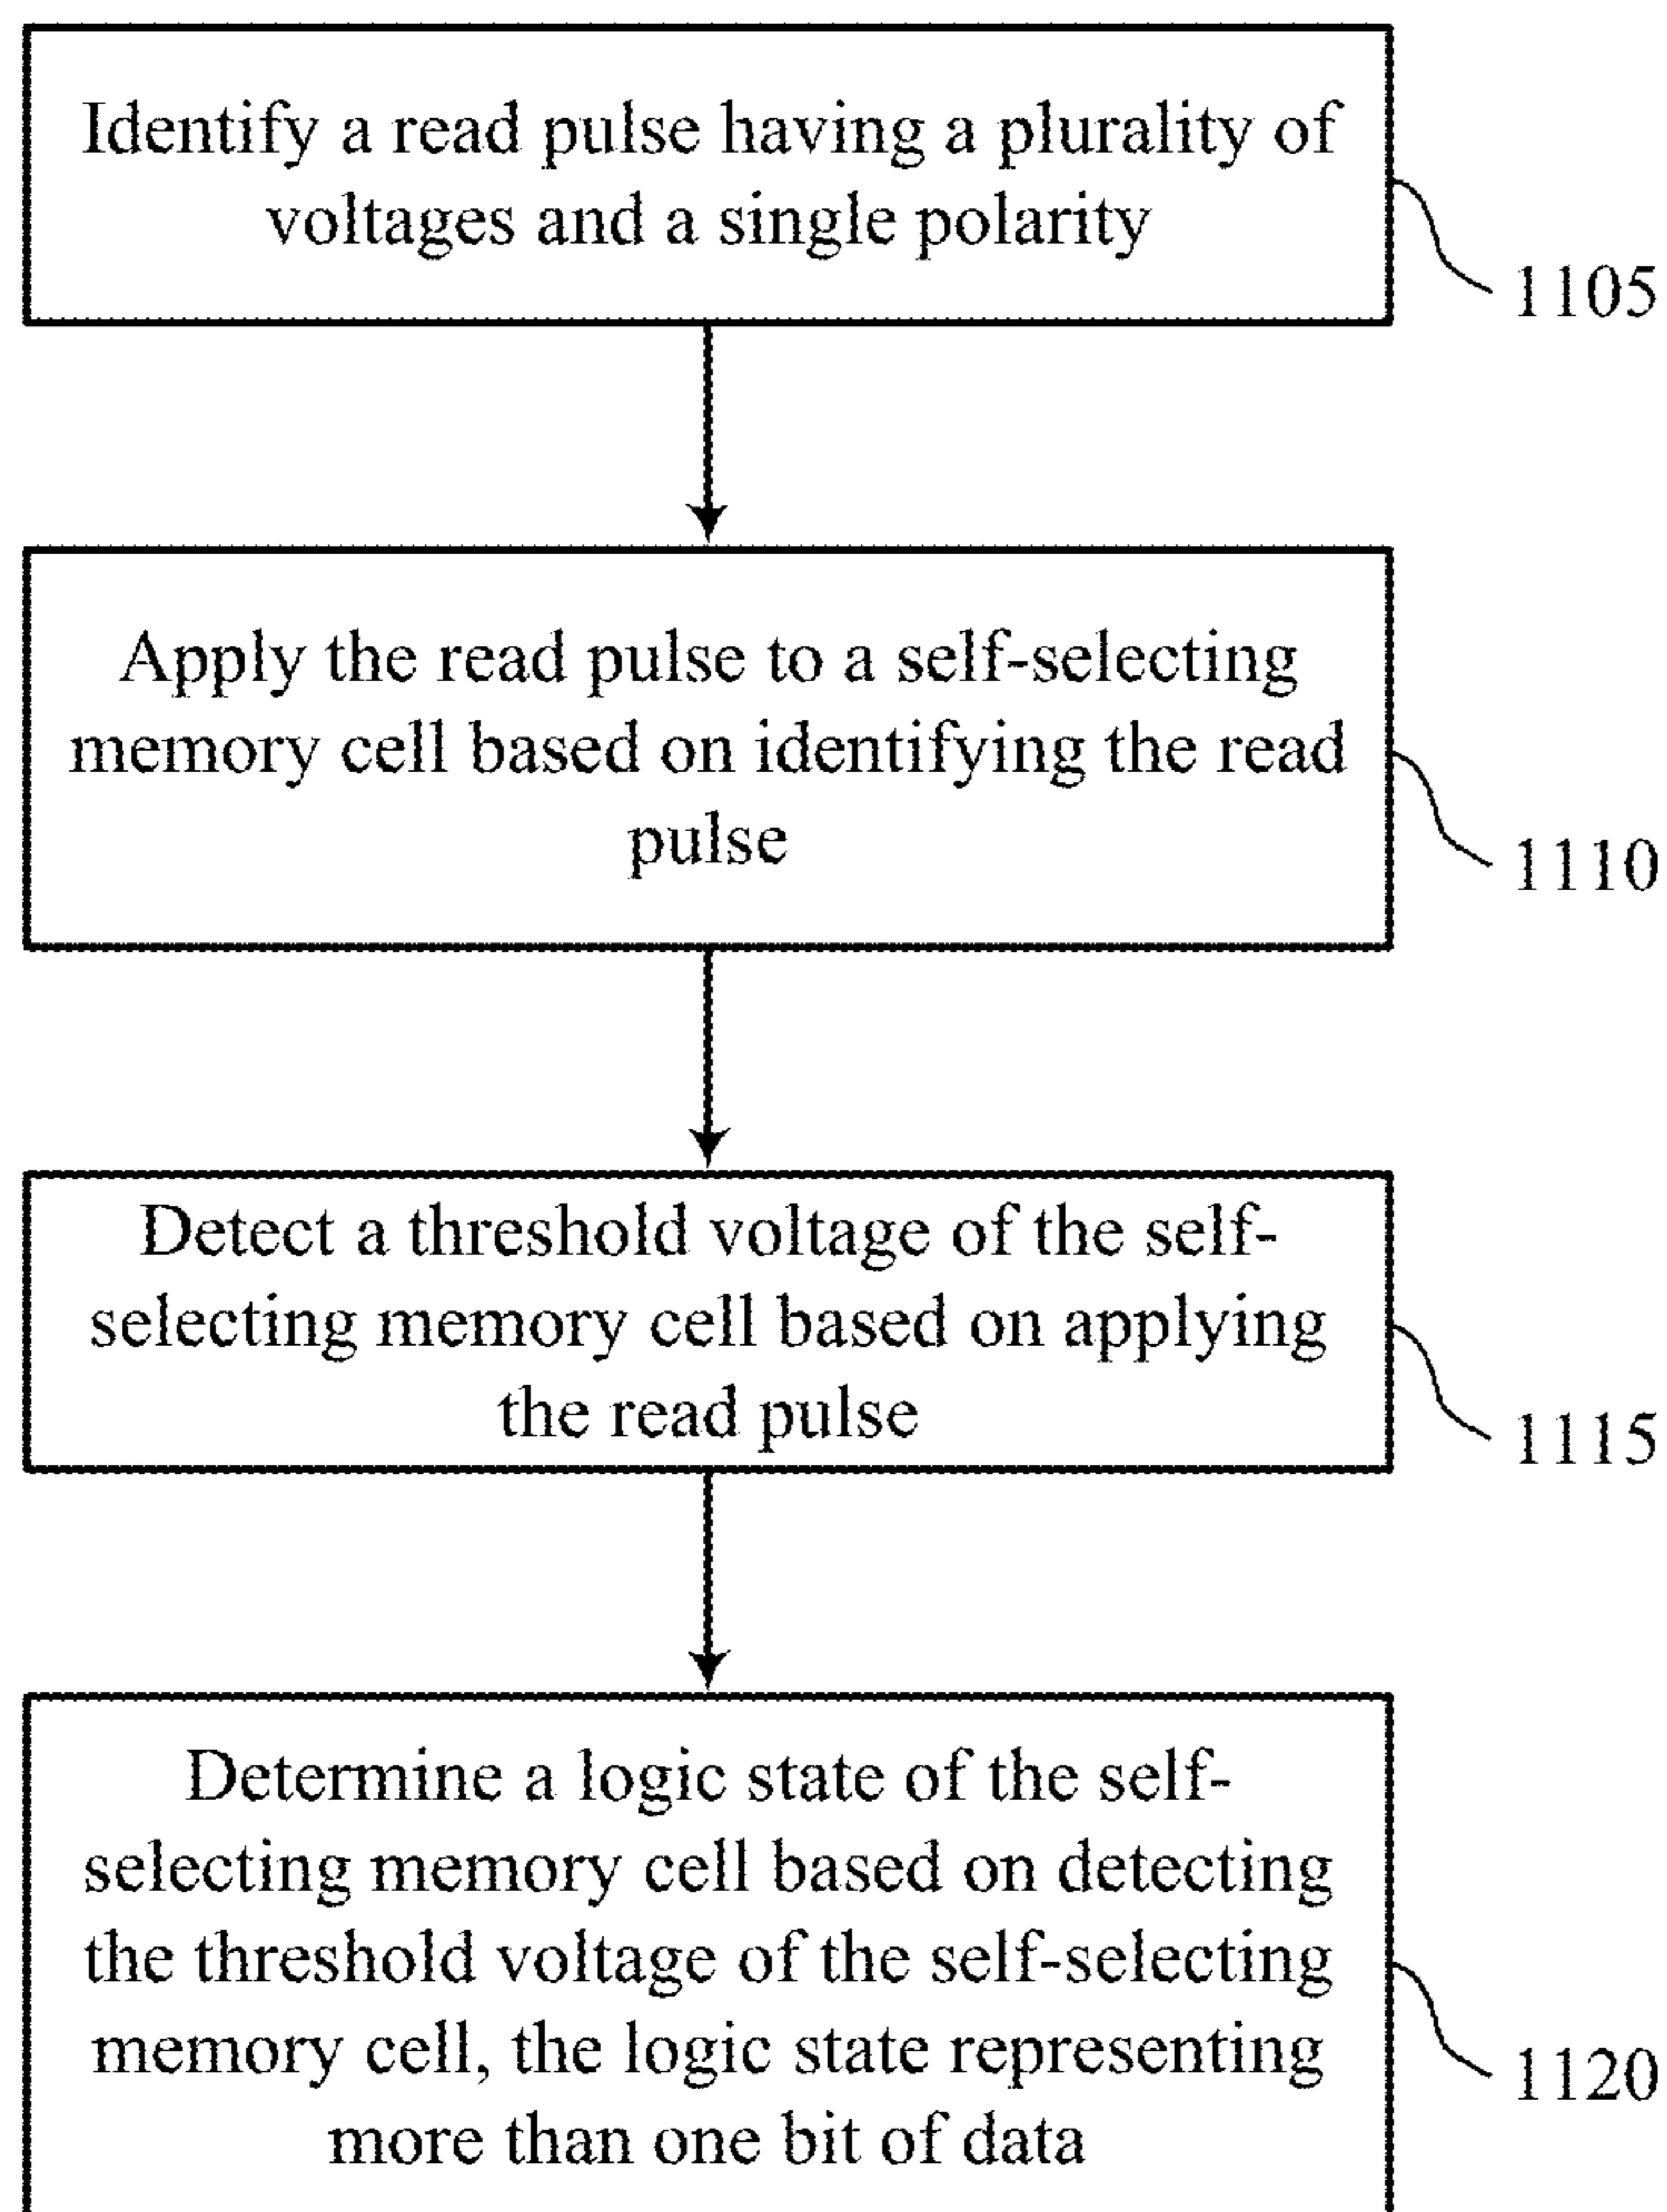 Identify a read pulse having a plurality of
voltages and a single polarity
1105
Apply the read pulse to a self-selecting
memory cell based on identifying the read
pulse
1110
Detect a threshold voltage of the self-
selecting memory cell based on applying
the read pulse
1115
Determine a logic state of the self-
selecting memory cell based on detecting
the threshold voltage of the self-selecting
memory cell, the logic state representing
more than one bit of data
1120